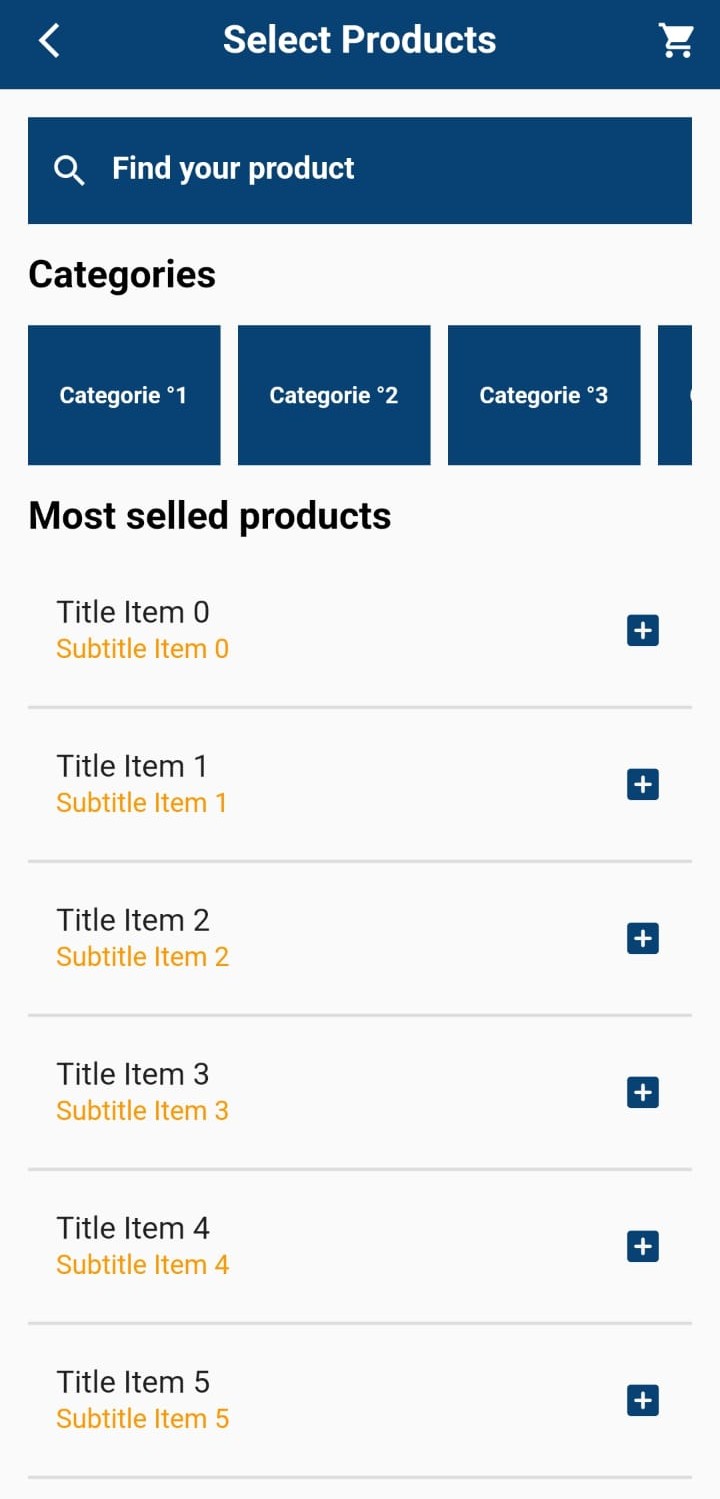 Select Products
Find your product
Categories
Categorie °1
Categorie °2
Categorie °3
Most selled products
Title Item 0
Subtitle Item 0
Title Item 1
Subtitle Item 1
Title Item 2
Subtitle Item 2
Title Item 3
Subtitle Item 3
Title Item 4
Subtitle Item 4
Title Item 5
Subtitle Item 5